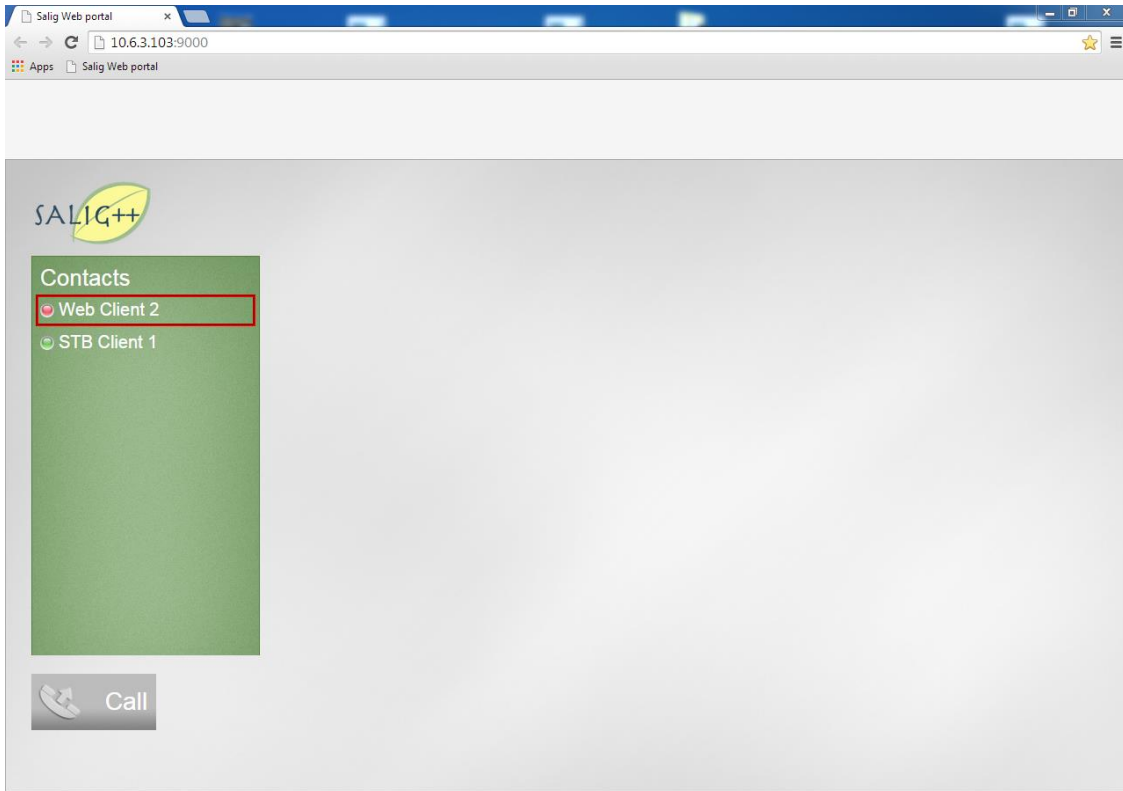 Salig Web portal
10.6.3.103:9000
Apps Salig Web portal
SALIG++
Contacts
Web Client 2
STB Client 1
Call